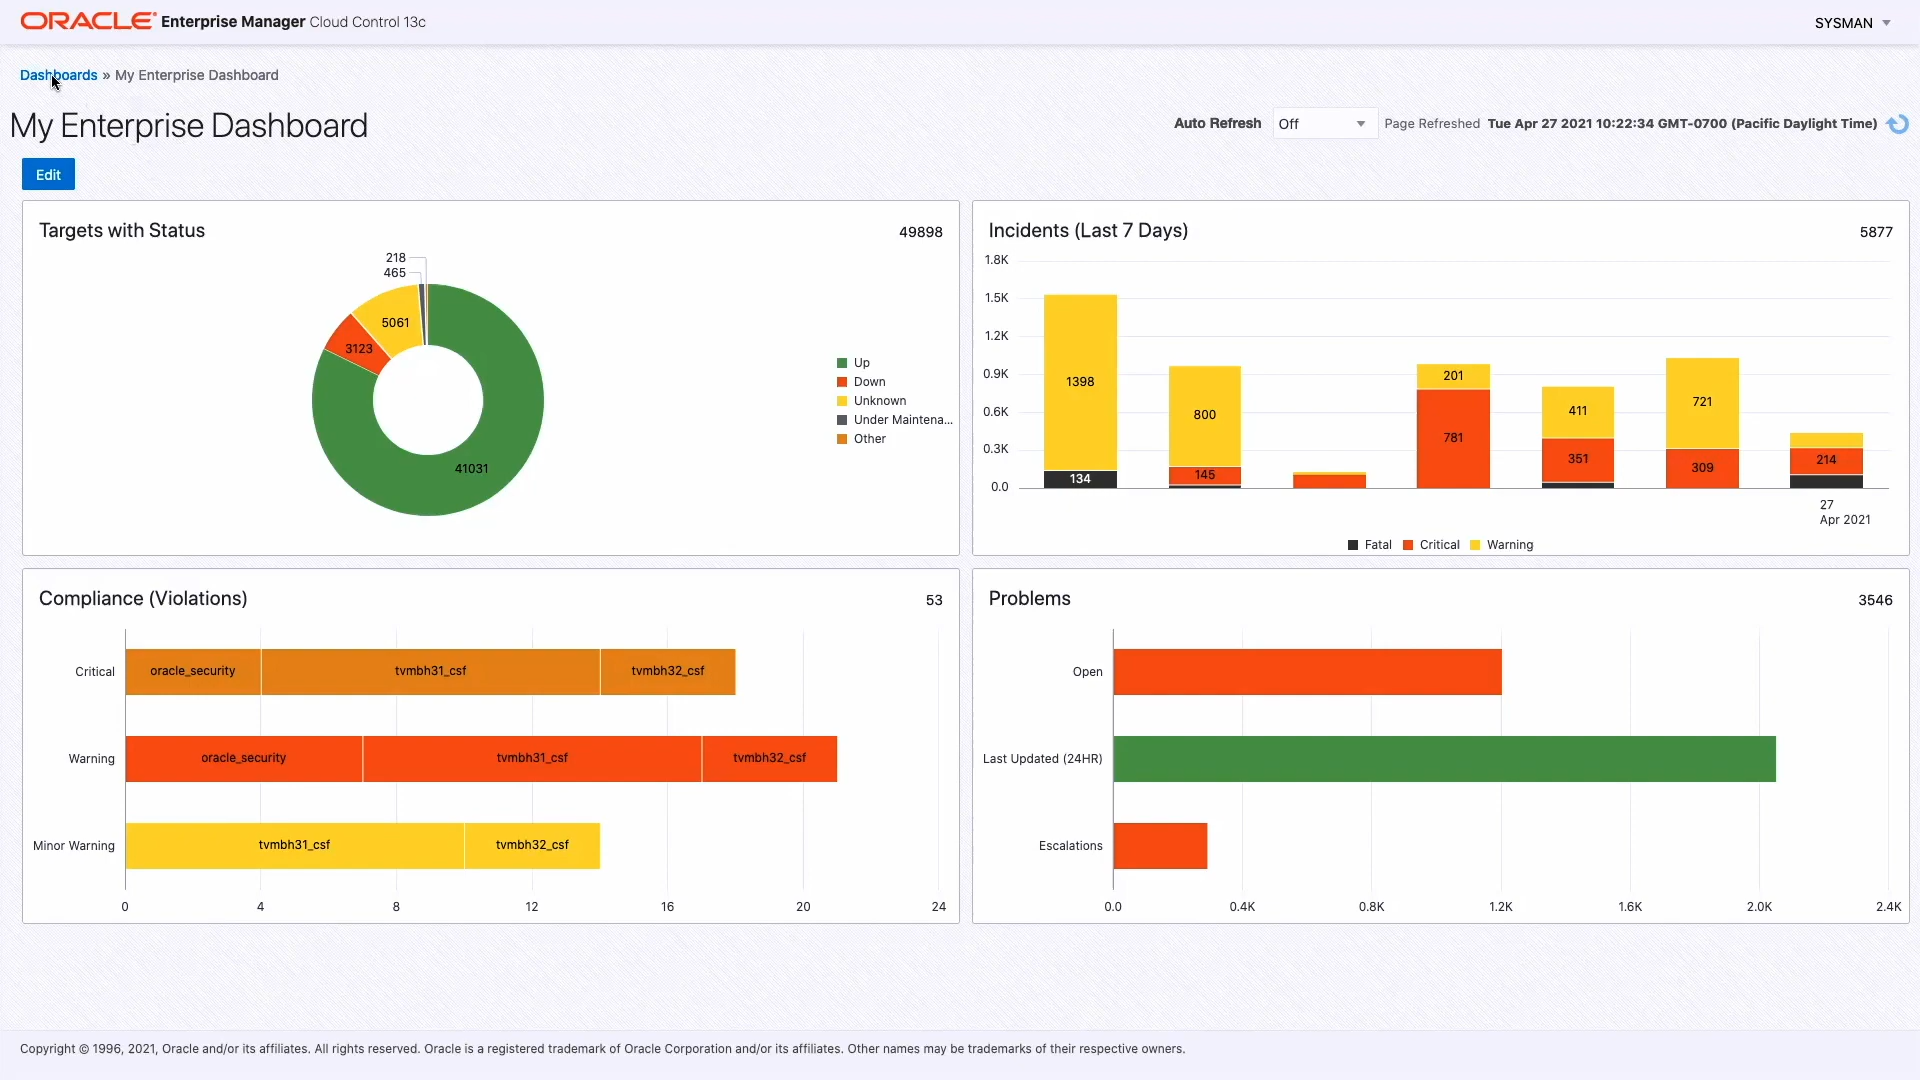 ORACLE Enterprise Manager Cloud Control 13c
SYSMAN
Dashboards » My Enterprise Dashboard
My Enterprise Dashboard
Auto Refresh Off Page Refreshed Tue Apr 27 2021 10:22:34 GMT-0700 (Pacific Daylight Time)
Edit
Targets with Status
49898
218
465
5061
3123
41031
Up
Down
Unknown
Under Maintena...
Other
Incidents (Last 7 Days)
5877
1.8K
1.5K
1.2K
0.9K
0.6K
0.3K
0.0
1398
134
800
145
201
781
411
351
721
309
214
27
Apr 2021
Fatal Critical Warning
Compliance (Violations)
53
Critical oracle_security tvmbh31_csf tvmbh32_csf
Warning oracle_security tvmbh31_csf tvmbh32_csf
Minor Warning tvmbh31_csf tvmbh32_csf
0 4 8 12 16 20 24
Problems
3546
Open
Last Updated (24HR)
Escalations
0.0 0.4K 0.8K 1.2K 1.6K 2.0K 2.4K
Copyright © 1996, 2021, Oracle and/or its affiliates. All rights reserved. Oracle is a registered trademark of Oracle Corporation and/or its affiliates. Other names may be trademarks of their respective owners.